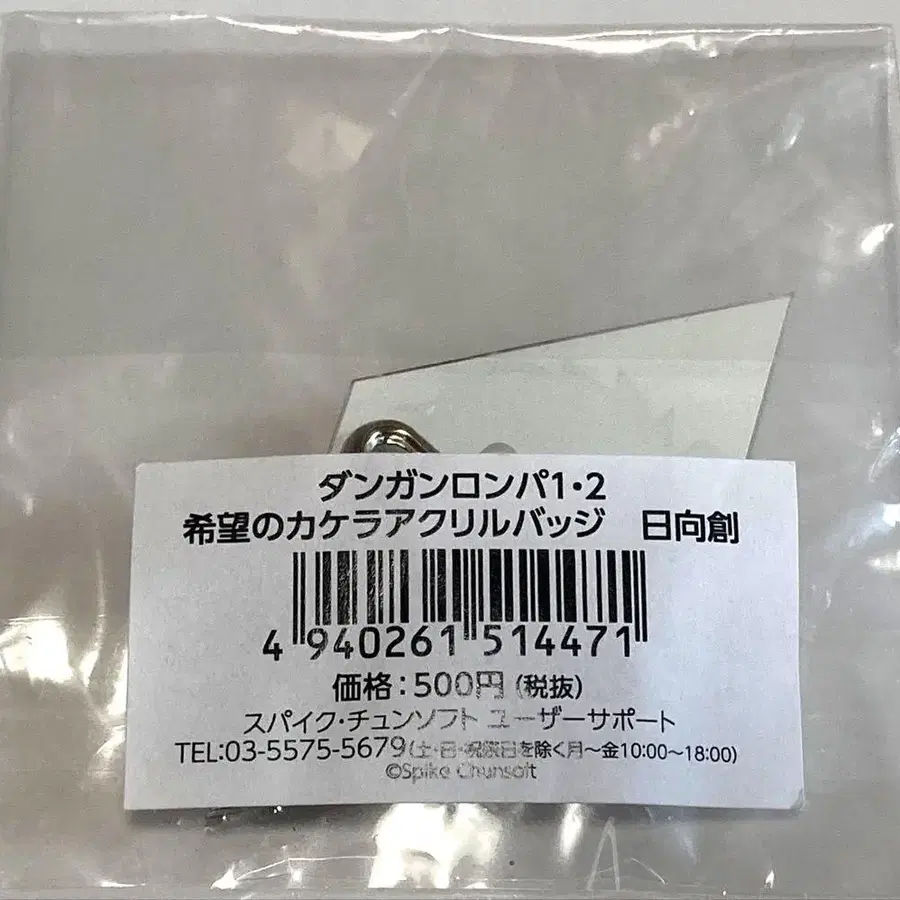 ダンガンロンパ1・2
希望のカケラアクリルバッジ　日向創
4 940261 514471
価格：500円（税抜）
スパイク・チュンソフト ユーザーサポート
TEL:03-5575-5679(土・日・祝祭日を除く月～金10:00～18:00)
©Spike Chunsoft